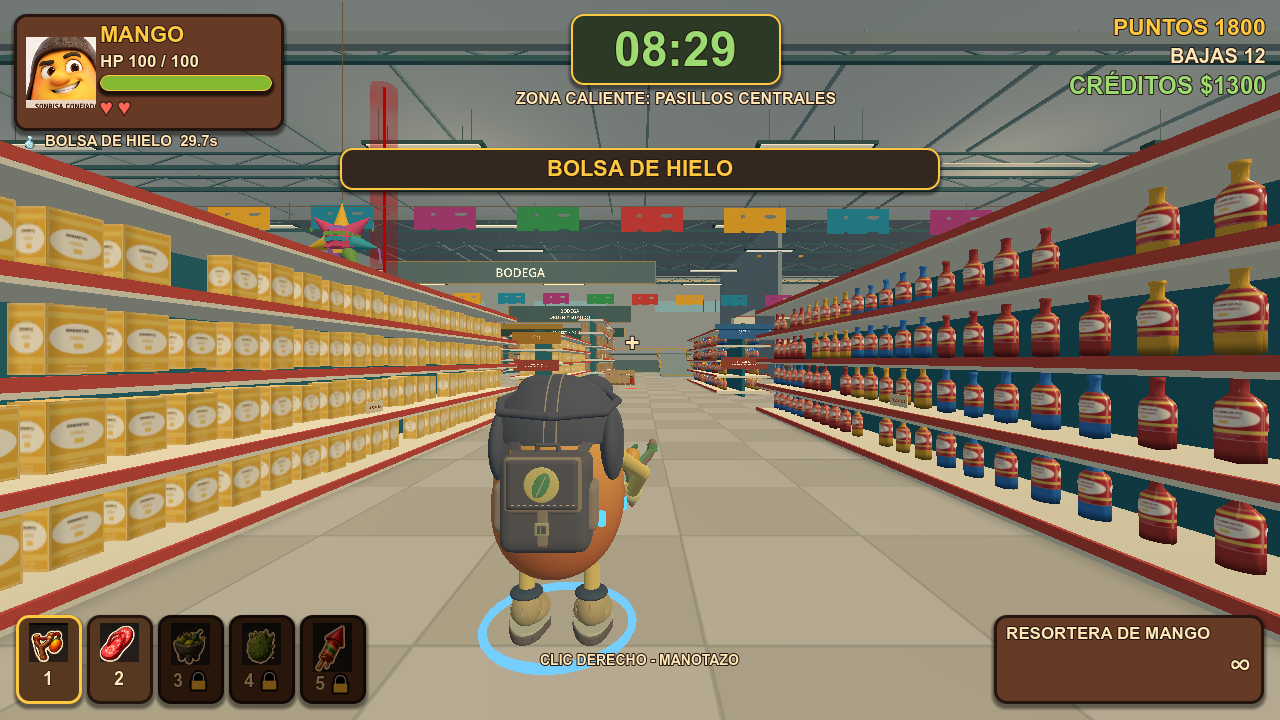 MANGO
HP 100 / 100
BOLSA DE HIELO 29.7s
08:29
ZONA CALIENTE: PASILLOS CENTRALES
PUNTOS 1800
BAJAS 12
CRÉDITOS $1300
BOLSA DE HIELO
BODEGA
BODEGA
CLIC DERECHO - MANOTAZO
1
2
3
4
5
RESORTERA DE MANGO
∞